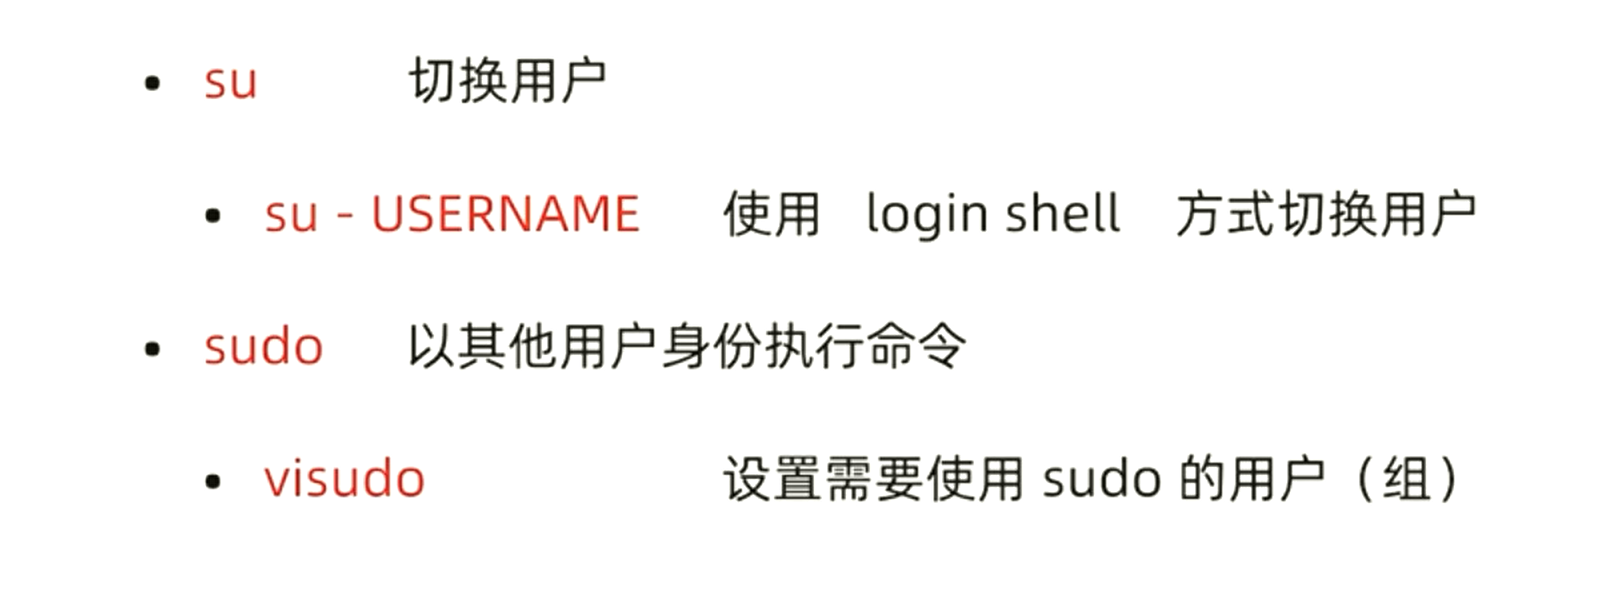 • su 切换用户
• su - USERNAME 使用 login shell 方式切换用户
• sudo 以其他用户身份执行命令
• visudo 设置需要使用 sudo 的用户（组）